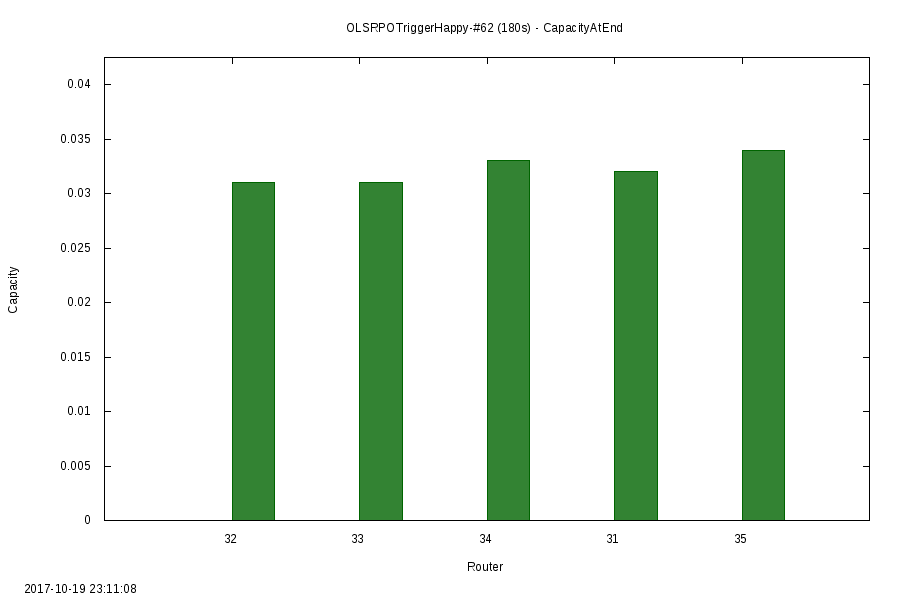 OLSRPOTriggerHappy-#62 (180s) - CapacityAtEnd
0.04
0.035
0.03
0.025
0.02
0.015
0.01
0.005
0
Capacity
32 33 34 31 35
Router
2017-10-19 23:11:08